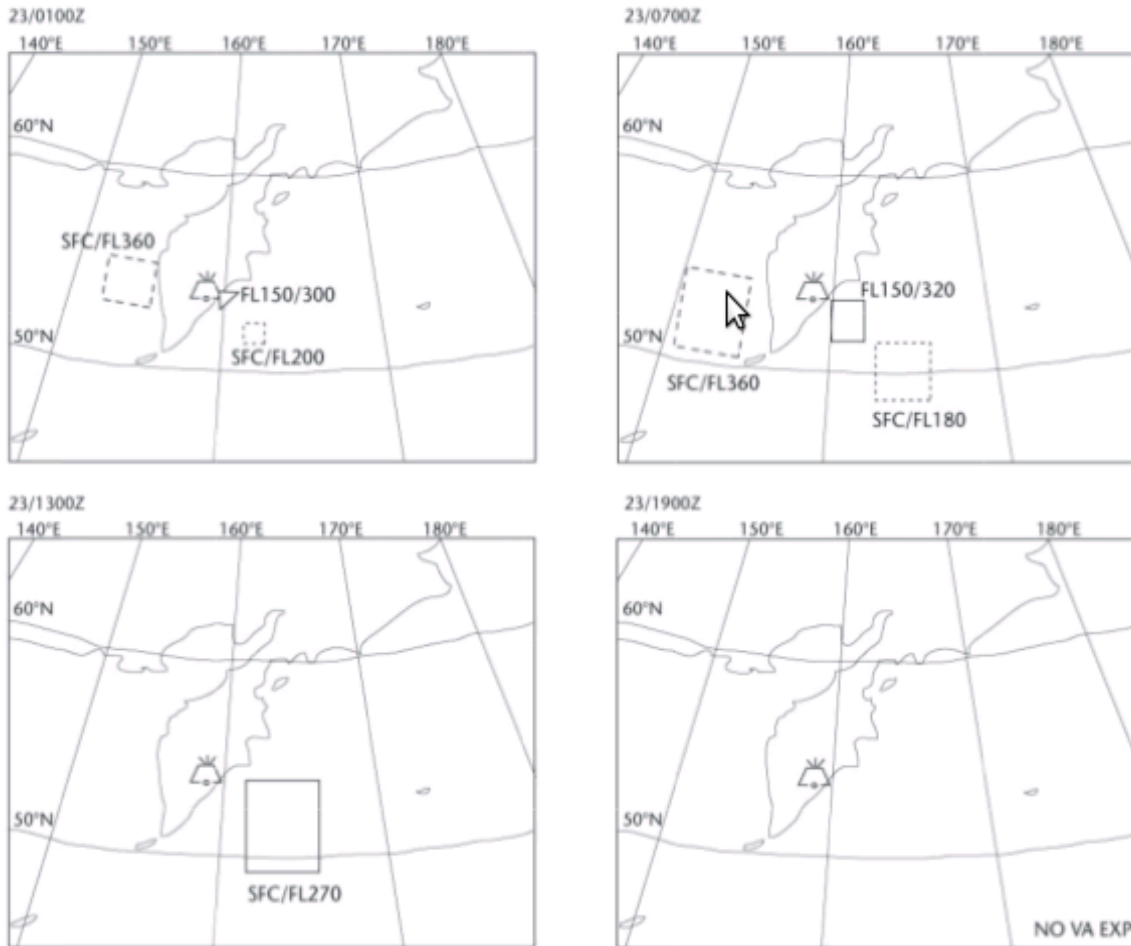 23/0100Z
140°E 150°E 160°E 170°E 180°E
60°N
SFC/FL360
FL150/300
50°N
SFC/FL200
23/0700Z
140°E 150°E 160°E 170°E 180°E
60°N
FL150/320
50°N
SFC/FL360
SFC/FL180
23/1300Z
140°E 150°E 160°E 170°E 180°E
60°N
50°N
SFC/FL270
23/1900Z
140°E 150°E 160°E 170°E 180°E
60°N
50°N
NO VA EXP